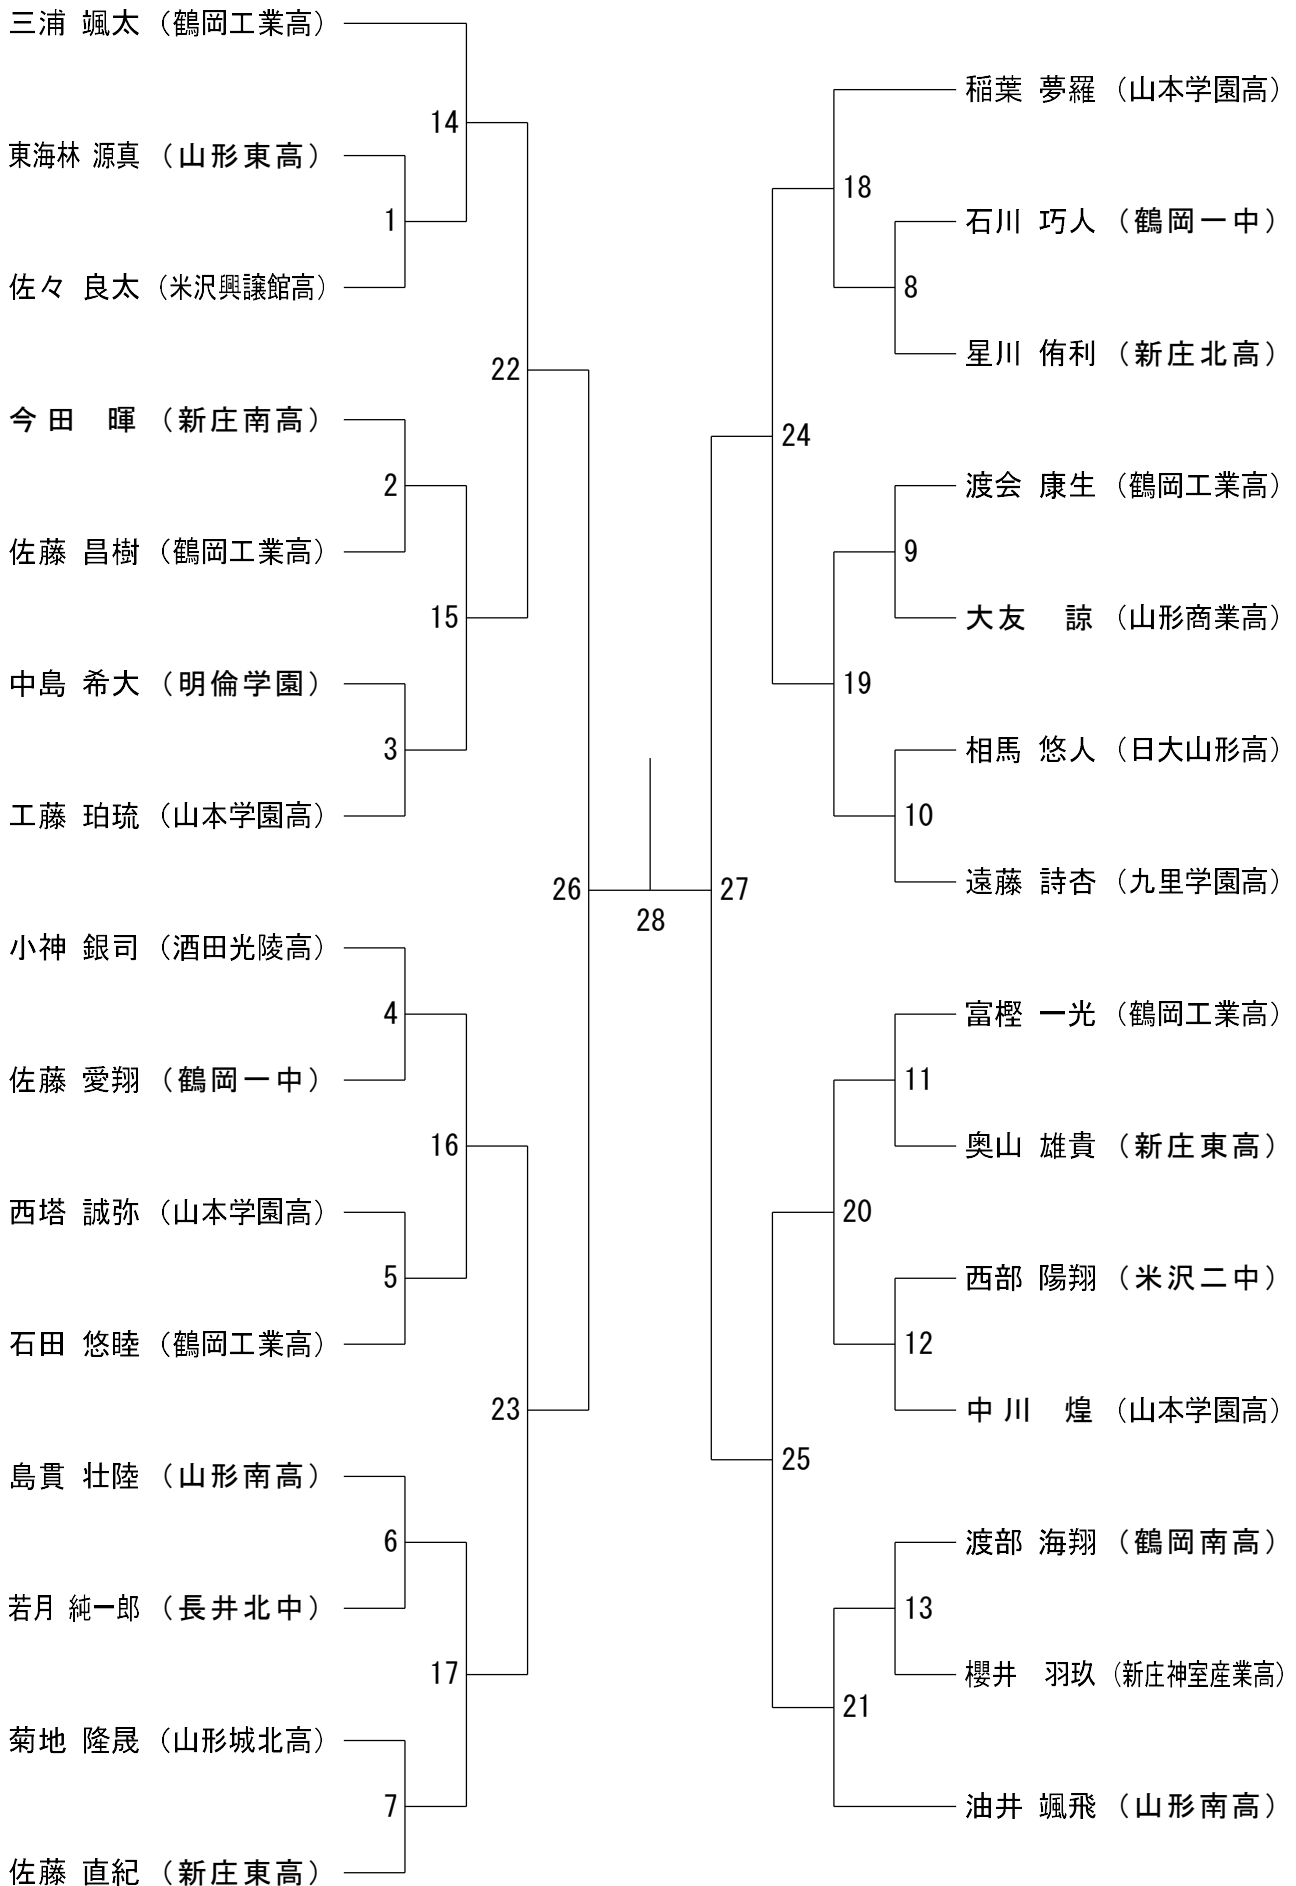 三浦 颯太 （鶴岡工業高）
東海林 源真 （山形東高）
佐々 良太 （米沢興譲館高）
今田 暉 （新庄南高）
佐藤 昌樹 （鶴岡工業高）
中島 希大 （明倫学園）
工藤 珀琉 （山本学園高）
小神 銀司 （酒田光陵高）
佐藤 愛翔 （鶴岡一中）
西塔 誠弥 （山本学園高）
石田 悠睦 （鶴岡工業高）
島貫 壮陸 （山形南高）
若月 純一郎 （長井北中）
菊地 隆晟 （山形城北高）
佐藤 直紀 （新庄東高）
1
2
3
4
5
6
7
14
15
16
17
22
23
26
28
27
24
25
18
19
20
21
8
9
10
11
12
13
稲葉 夢羅 （山本学園高）
石川 巧人 （鶴岡一中）
星川 侑利 （新庄北高）
渡会 康生 （鶴岡工業高）
大友 諒 （山形商業高）
相馬 悠人 （日大山形高）
遠藤 詩杏 （九里学園高）
富樫 一光 （鶴岡工業高）
奥山 雄貴 （新庄東高）
西部 陽翔 （米沢二中）
中川 煌 （山本学園高）
渡部 海翔 （鶴岡南高）
櫻井 羽玖 （新庄神室産業高）
油井 颯飛 （山形南高）